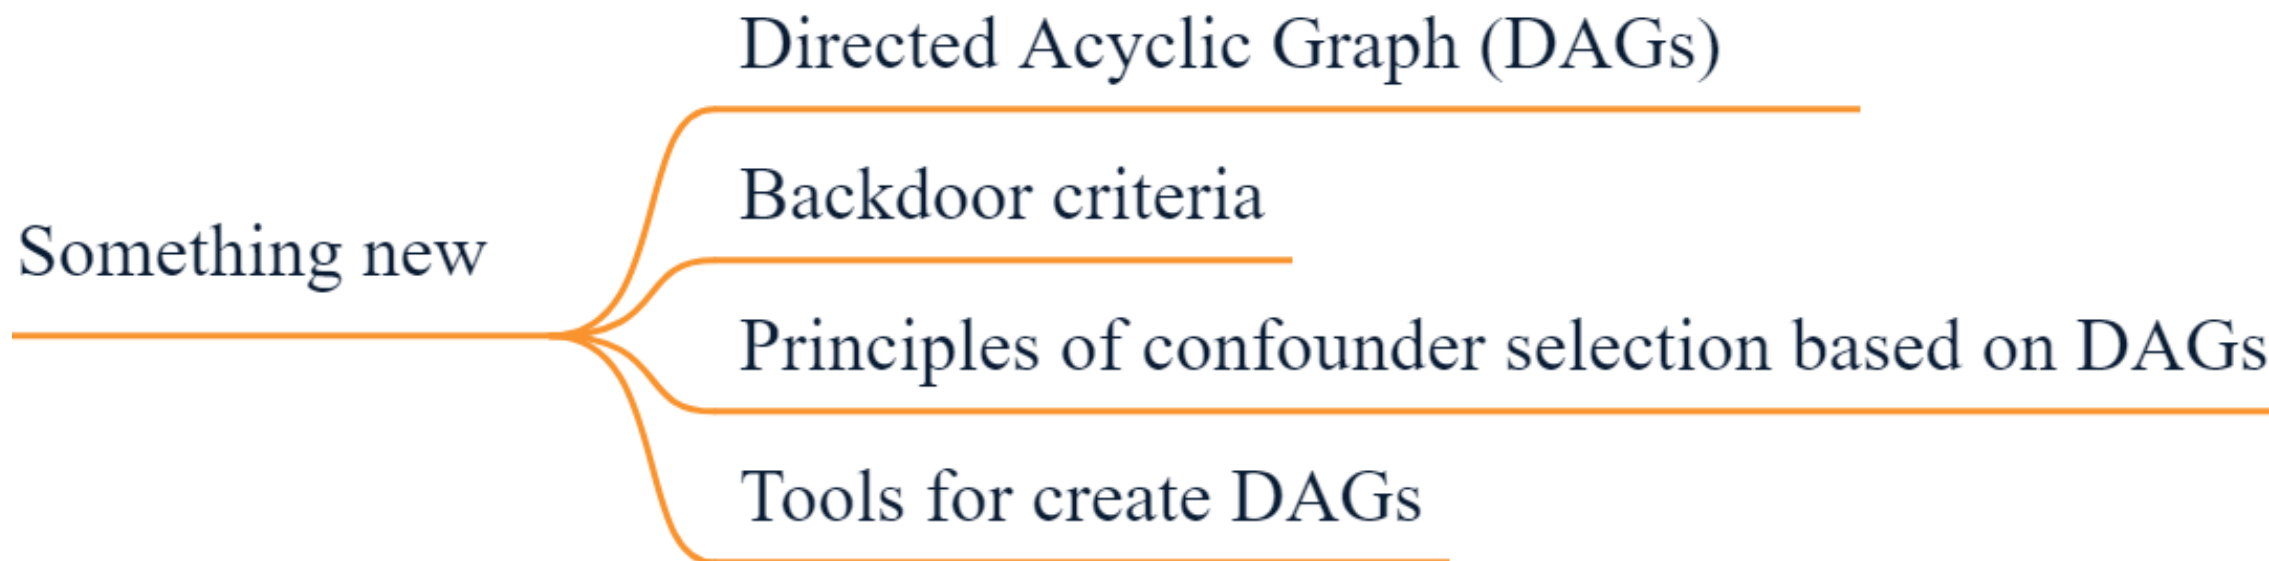 Directed Acyclic Graph (DAGs)
Backdoor criteria
Something new
Principles of confounder selection based on DAGs
Tools for create DAGs